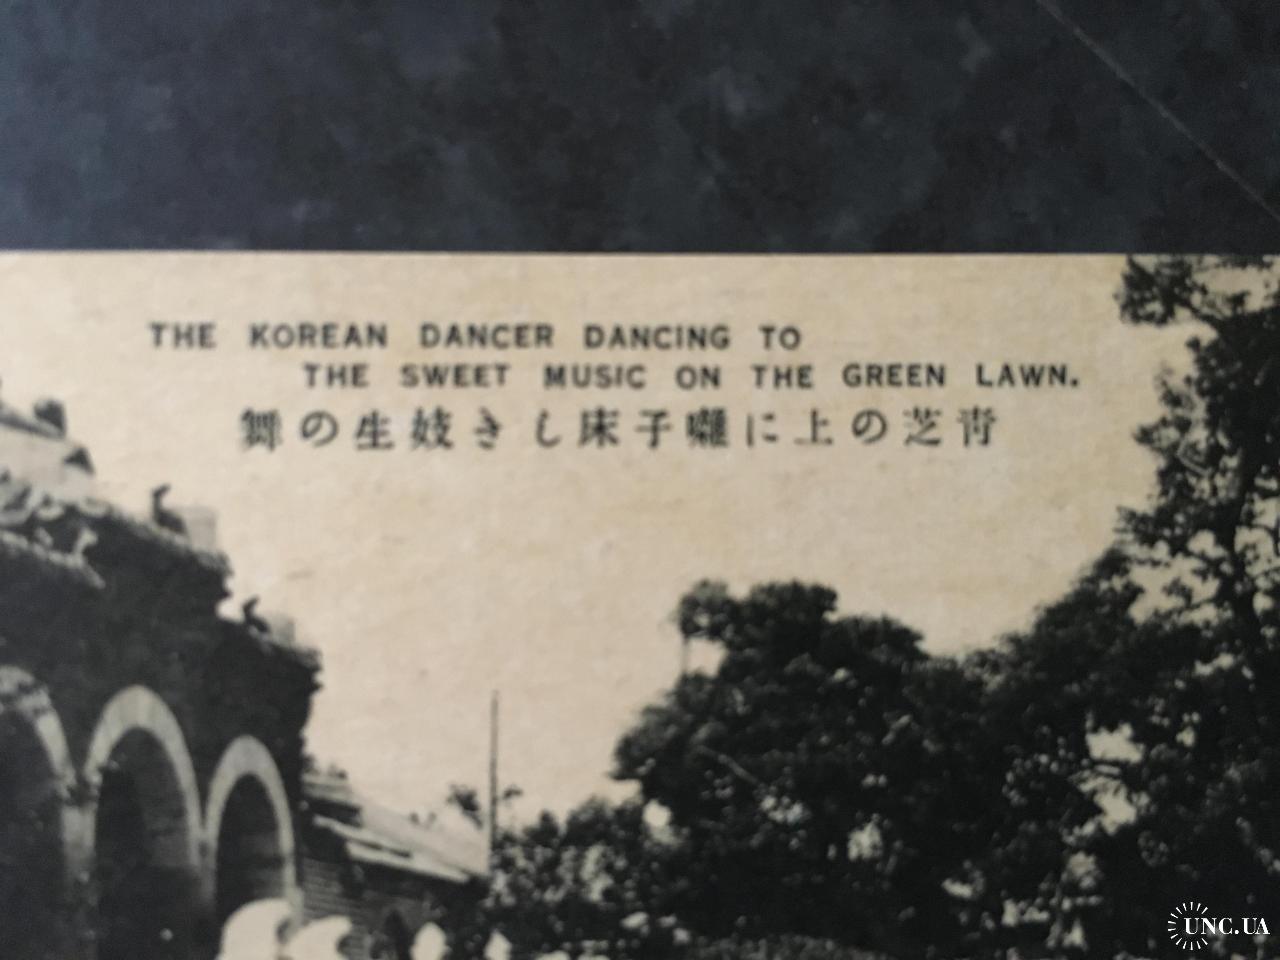 THE KOREAN DANCER DANCING TO
THE SWEET MUSIC ON THE GREEN LAWN.
舞の生妓きし床子囃に上の芝青
UNC.UA